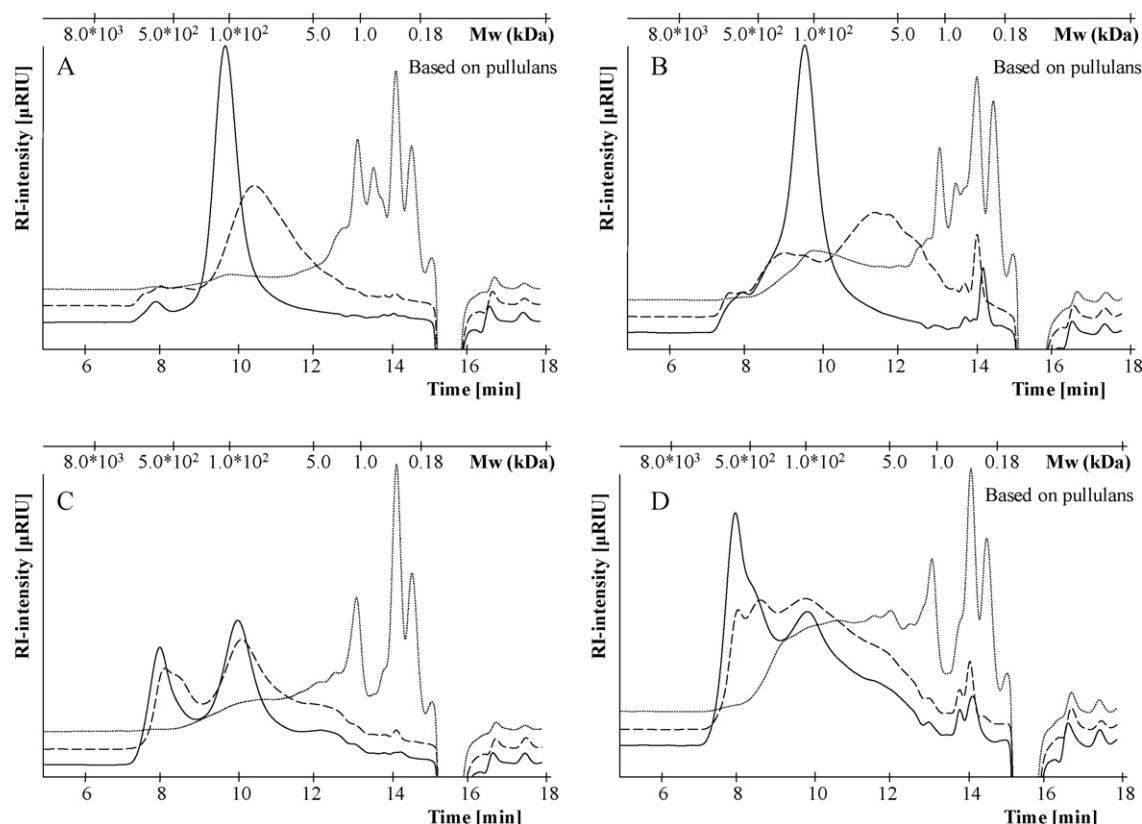 8.0*10³ 5.0*10² 1.0*10² 5.0 1.0 0.18 Mw (kDa)
A Based on pullulans
RI-intensity [µRIU]
6 8 10 12 14 16 18
Time [min]
8.0*10³ 5.0*10² 1.0*10² 5.0 1.0 0.18 Mw (kDa)
B Based on pullulans
RI-intensity [µRIU]
6 8 10 12 14 16 18
Time [min]
8.0*10³ 5.0*10² 1.0*10² 5.0 1.0 0.18 Mw (kDa)
C
RI-intensity [µRIU]
6 8 10 12 14 16 18
Time [min]
8.0*10³ 5.0*10² 1.0*10² 5.0 1.0 0.18 Mw (kDa)
D Based on pullulans
RI-intensity [µRIU]
6 8 10 12 14 16 18
Time [min]